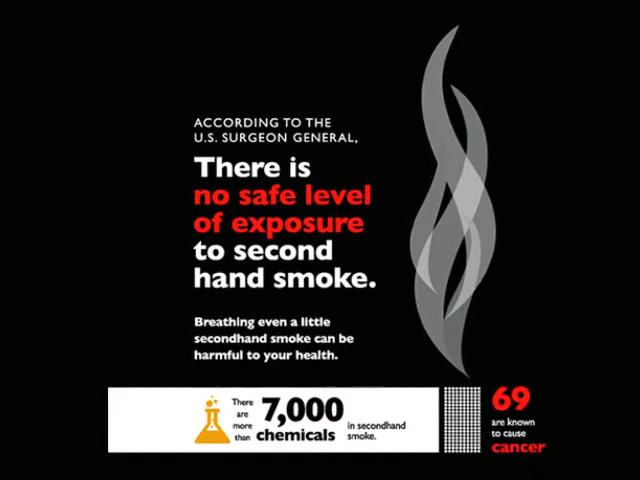 ACCORDING TO THE
U.S. SURGEON GENERAL,
There is
no safe level
of exposure
to second
hand smoke.
Breathing even a little
secondhand smoke can be
harmful to your health.
There
are
more
than
7,000
chemicals
in secondhand
smoke.
69
are known
to cause
cancer